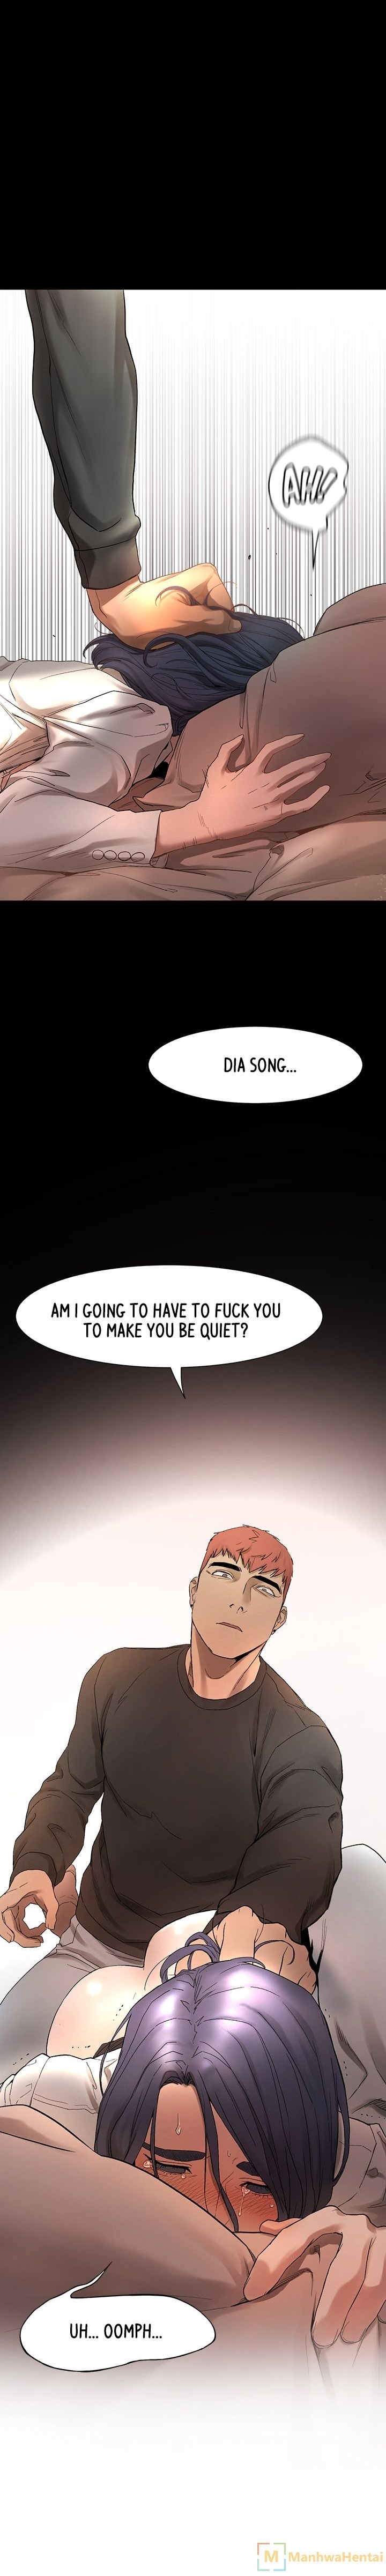 AH!
DIA SONG...
AM I GOING TO HAVE TO FUCK YOU
TO MAKE YOU BE QUIET?
UH... OOMPH...
ManhwaHentai